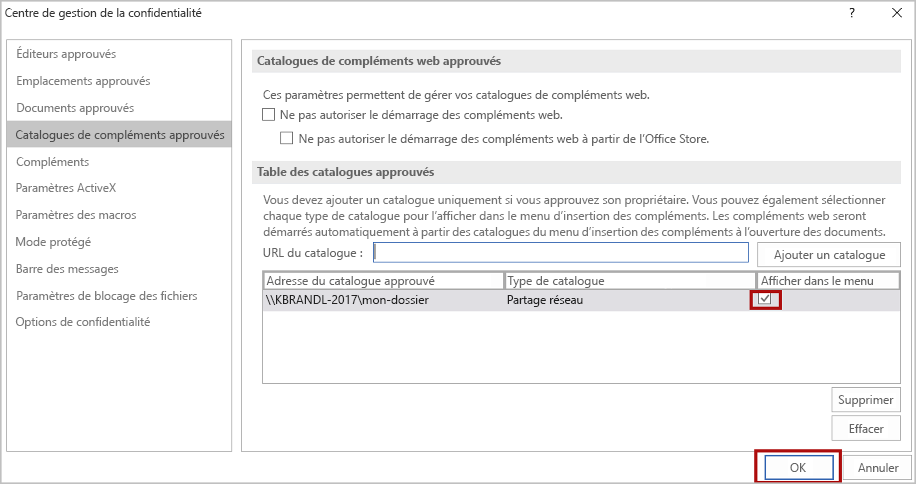 Centre de gestion de la confidentialité
?
Éditeurs approuvés
Emplacements approuvés
Documents approuvés
Catalogues de compléments approuvés
Compléments
Paramètres ActiveX
Paramètres des macros
Mode protégé
Barre des messages
Paramètres de blocage des fichiers
Options de confidentialité
Catalogues de compléments web approuvés
Ces paramètres permettent de gérer vos catalogues de compléments web.
Ne pas autoriser le démarrage des compléments web.
Ne pas autoriser le démarrage des compléments web à partir de l’Office Store.
Table des catalogues approuvés
Vous devez ajouter un catalogue uniquement si vous approuvez son propriétaire. Vous pouvez également sélectionner
chaque type de catalogue pour l’afficher dans le menu d’insertion des compléments. Les compléments web seront
démarrés automatiquement à partir des catalogues du menu d’insertion des compléments à l’ouverture des documents.
URL du catalogue :
Ajouter un catalogue
Adresse du catalogue approuvé Type de catalogue Afficher dans le menu
\\KBRANDL-2017\mon-dossier Partage réseau
Supprimer
Effacer
OK Annuler